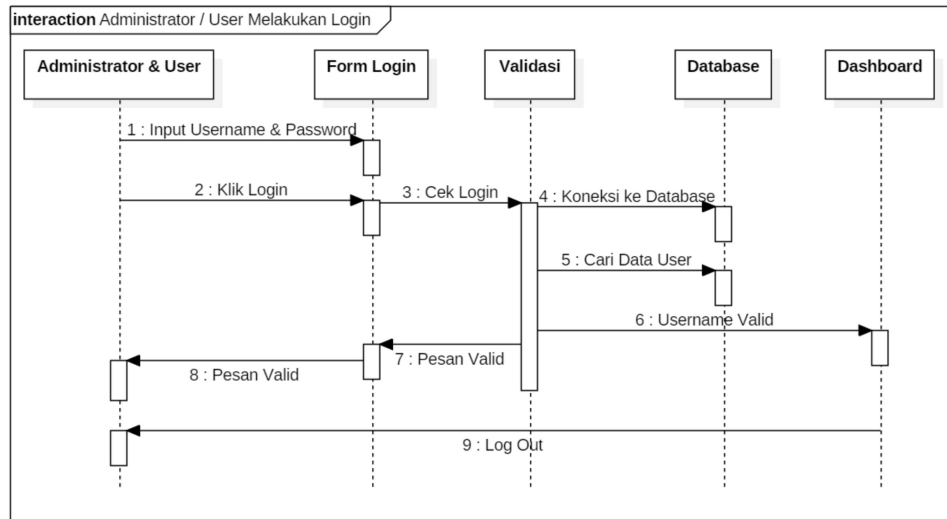 interaction Administrator / User Melakukan Login
Administrator & User
Form Login
Validasi
Database
Dashboard
1 : Input Username & Password
2 : Klik Login
3 : Cek Login
4 : Koneksi ke Database
5 : Cari Data User
6 : Username Valid
7 : Pesan Valid
8 : Pesan Valid
9 : Log Out